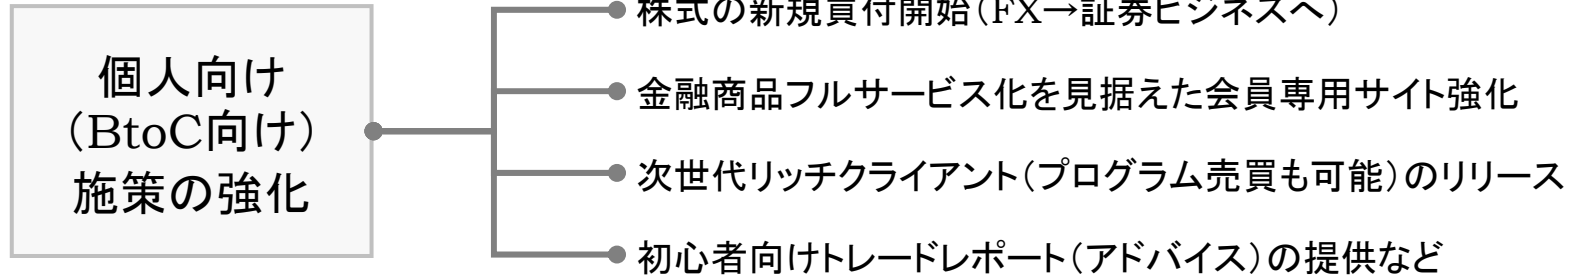 個人向け
（BtoC向け）
施策の強化
株式の新規買付開始（FX→証券ビジネスへ）
金融商品フルサービス化を見据えた会員専用サイト強化
次世代リッチクライアント（プログラム売買も可能）のリリース
初心者向けトレードレポート（アドバイス）の提供など